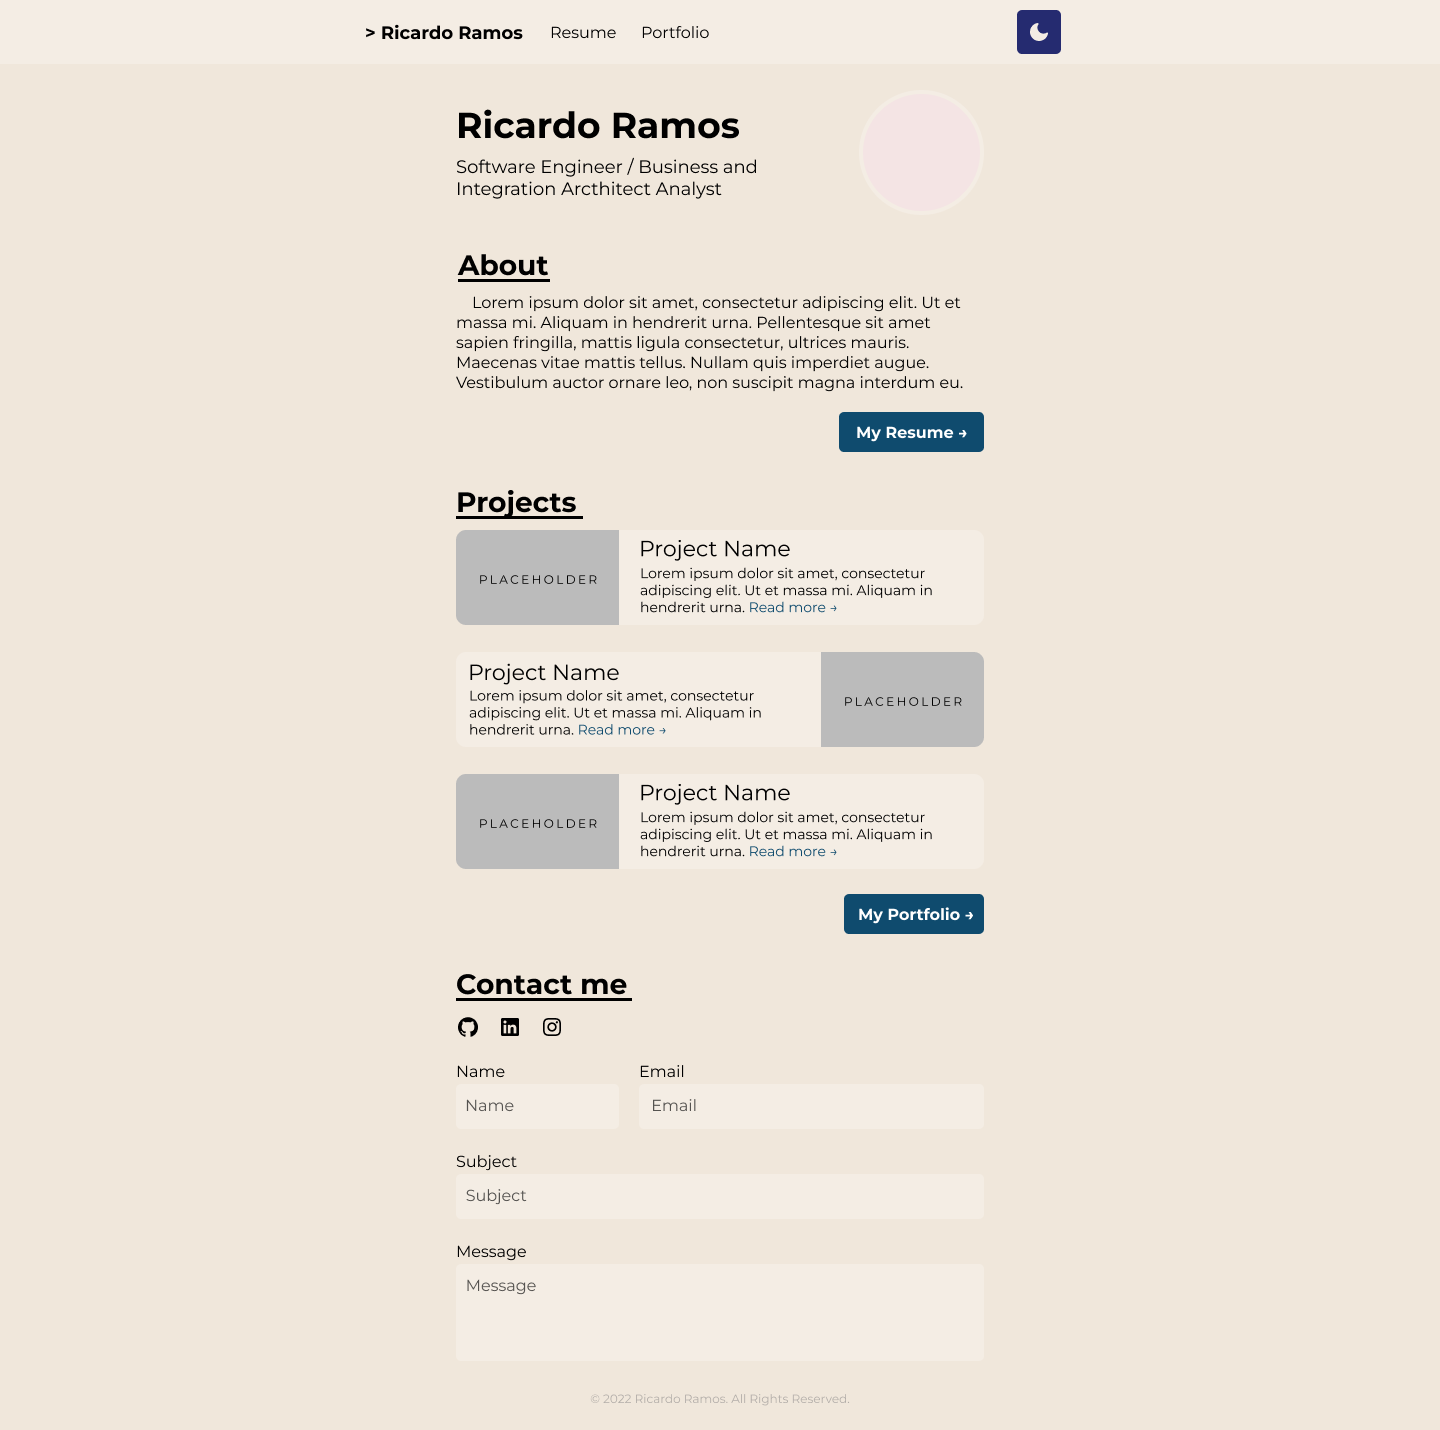 > Ricardo Ramos Resume Portfolio
Ricardo Ramos
Software Engineer / Business and
Integration Arcthitect Analyst
About
Lorem ipsum dolor sit amet, consectetur adipiscing elit. Ut et
massa mi. Aliquam in hendrerit urna. Pellentesque sit amet
sapien fringilla, mattis ligula consectetur, ultrices mauris.
Maecenas vitae mattis tellus. Nullam quis imperdiet augue.
Vestibulum auctor ornare leo, non suscipit magna interdum eu.
My Resume →
Projects
PLACEHOLDER
Project Name
Lorem ipsum dolor sit amet, consectetur
adipiscing elit. Ut et massa mi. Aliquam in
hendrerit urna. Read more →
Project Name
Lorem ipsum dolor sit amet, consectetur
adipiscing elit. Ut et massa mi. Aliquam in
hendrerit urna. Read more →
PLACEHOLDER
PLACEHOLDER
Project Name
Lorem ipsum dolor sit amet, consectetur
adipiscing elit. Ut et massa mi. Aliquam in
hendrerit urna. Read more →
My Portfolio →
Contact me
Name
Name
Email
Email
Subject
Subject
Message
Message
© 2022 Ricardo Ramos. All Rights Reserved.